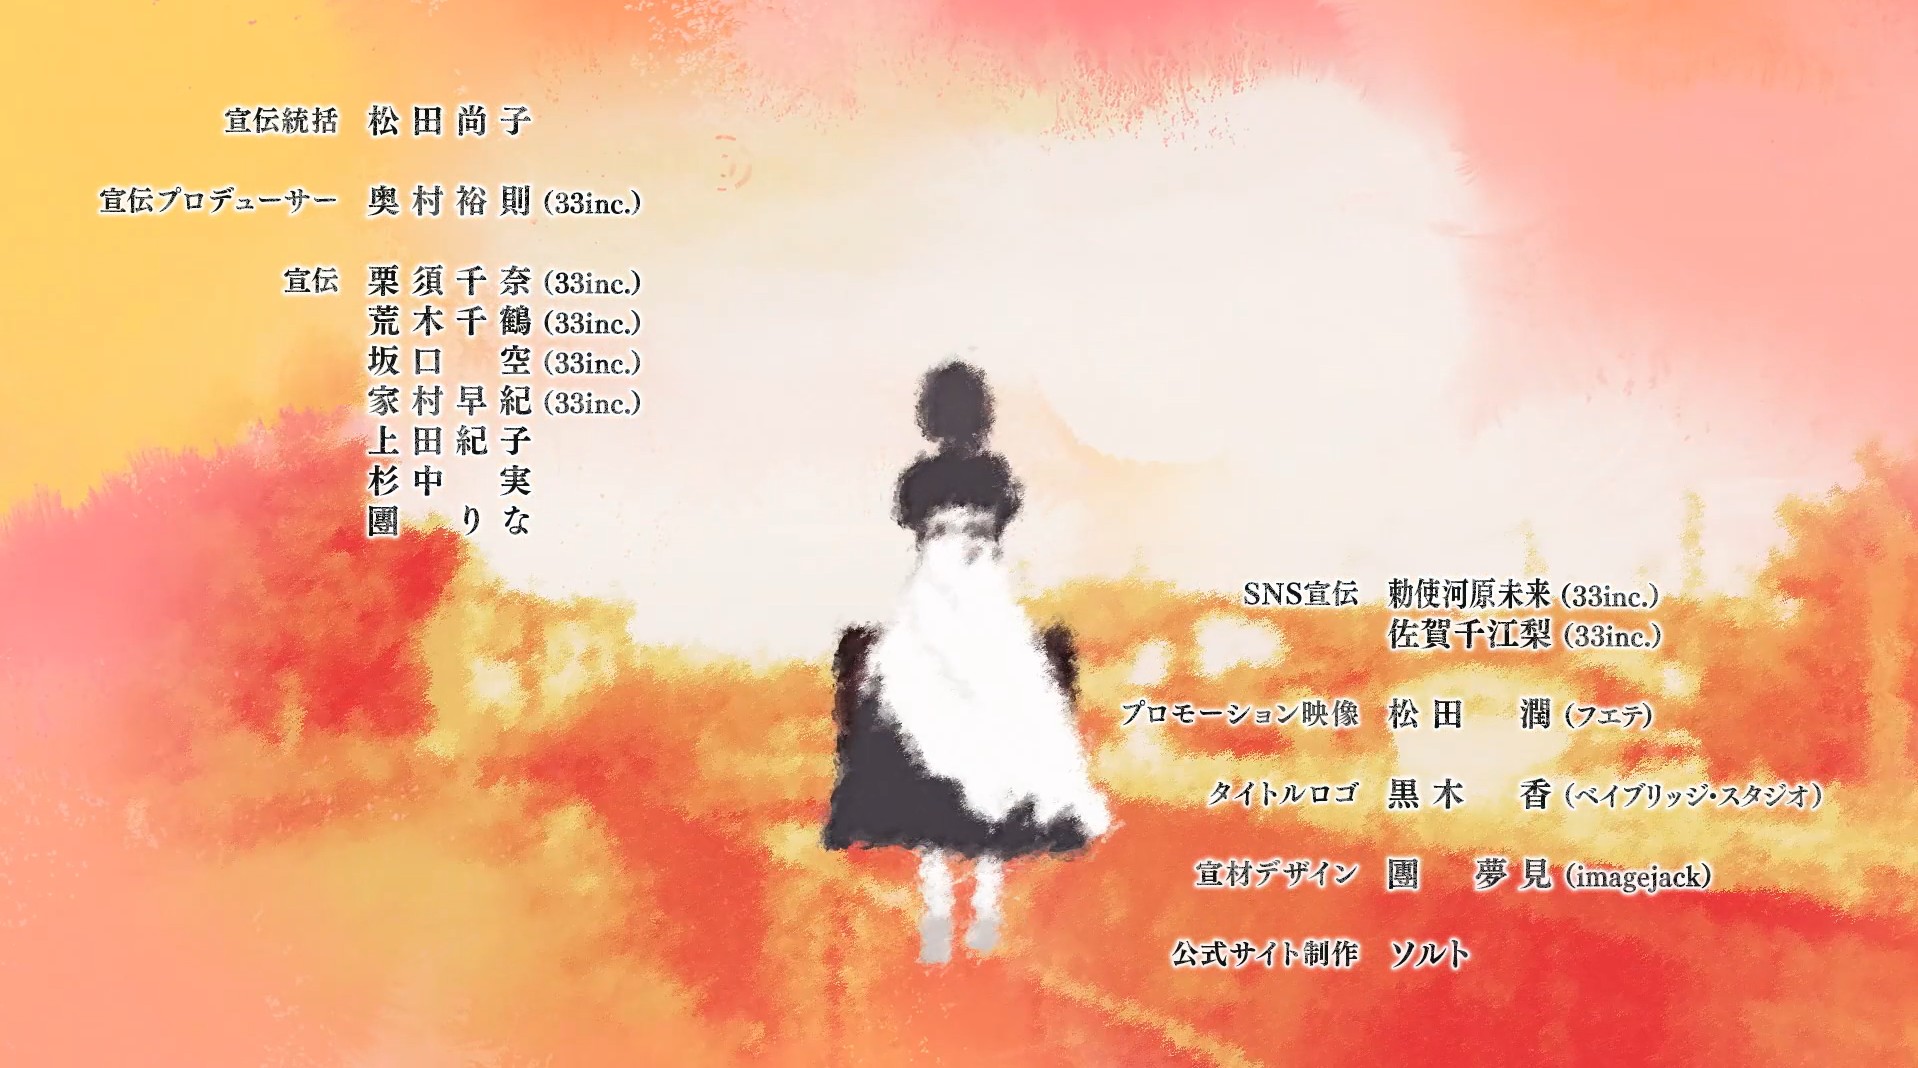 宣伝統括 松田尚子
宣伝プロデューサー 奥村裕則(33inc.)
宣伝 栗須千奈(33inc.)
荒木千鶴(33inc.)
坂口 空(33inc.)
家村早紀(33inc.)
上田紀子
杉中 実
團 りな
SNS宣伝 勅使河原未来(33inc.)
佐賀千江梨(33inc.)
プロモーション映像 松田 潤(フエテ)
タイトルロゴ 黒木 香(ベイブリッジ・スタジオ)
宣材デザイン 團 夢見(imagejack)
公式サイト制作 ソルト